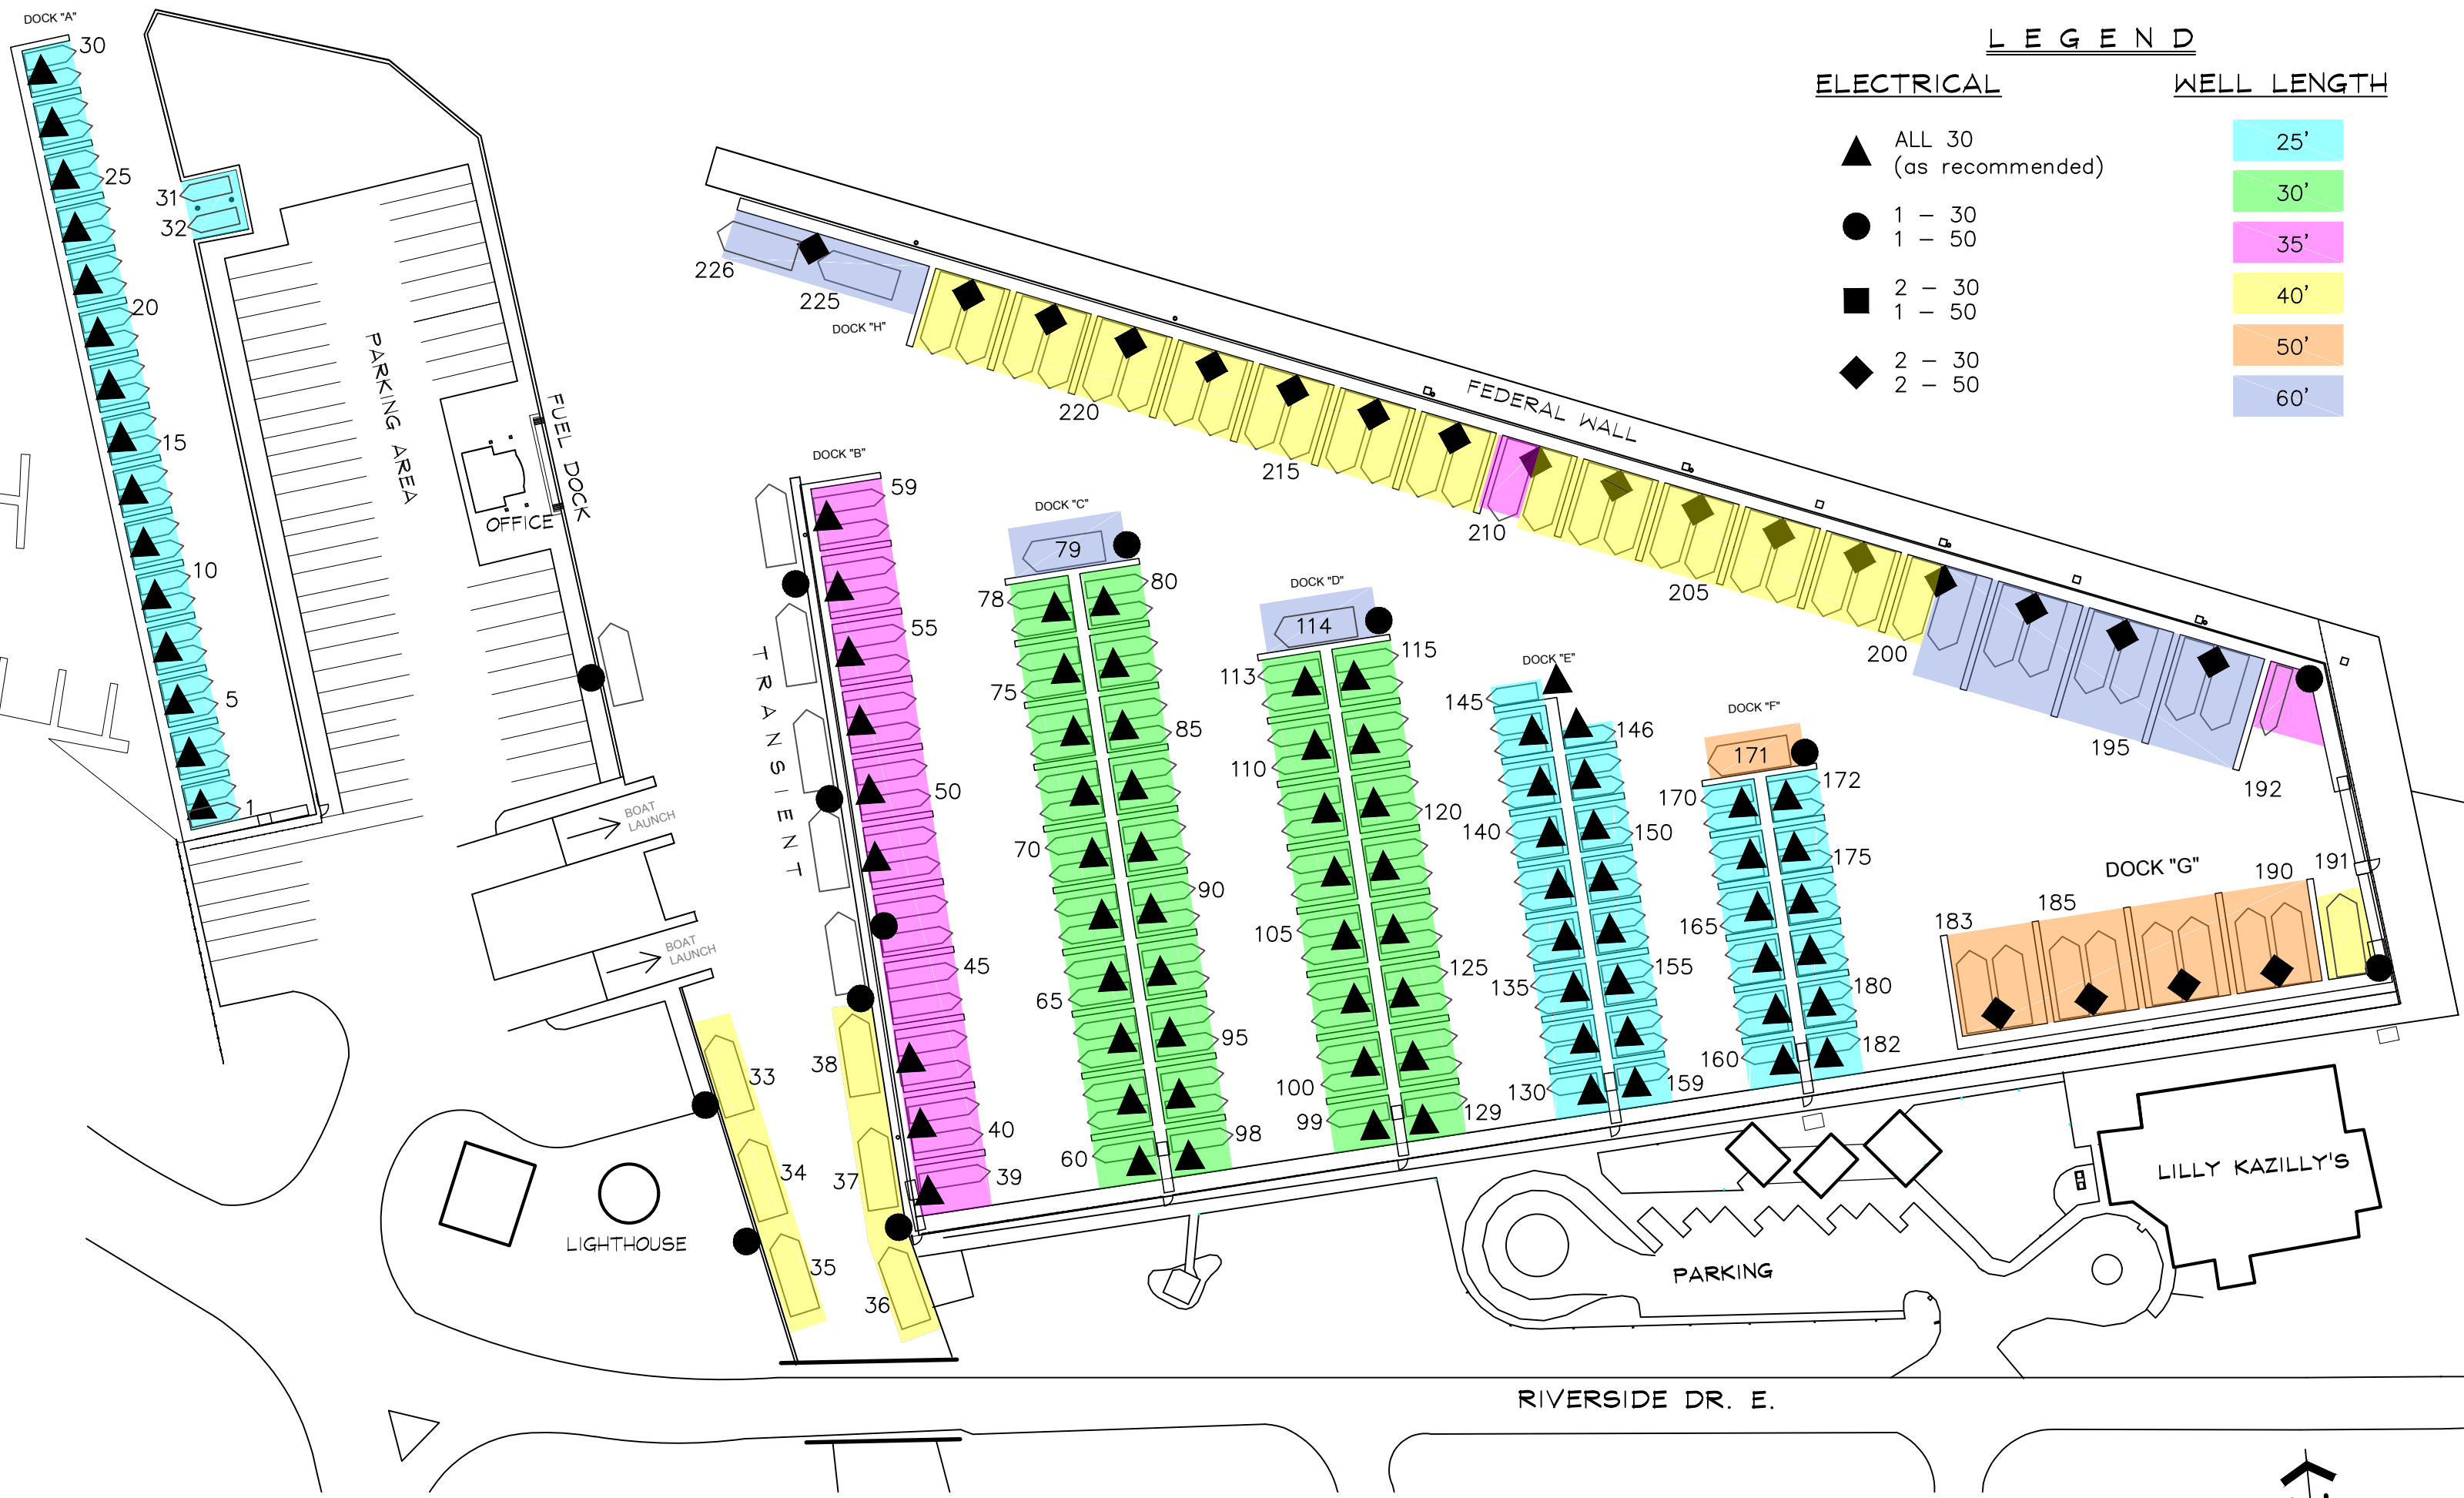 LEGEND
ELECTRICAL
ALL 30
(as recommended)
1 – 30
1 – 50
2 – 30
1 – 50
2 – 30
2 – 50
WELL LENGTH
25'
30'
35'
40'
50'
60'
DOCK "A"
30
25
20
15
10
5
1
31
32
PARKING AREA
FUEL DOCK
OFFICE
BOAT
LAUNCH
BOAT
LAUNCH
33
34
35
36
37
38
LIGHTHOUSE
TRANSIENT
DOCK "B"
59
55
50
45
40
39
DOCK "C"
79
78
80
75
85
70
90
65
95
60
98
DOCK "D"
114
113
115
110
120
105
125
100
99
129
DOCK "E"
145
146
140
150
135
155
130
159
DOCK "F"
171
170
172
175
165
180
160
182
DOCK "G"
183
185
190
191
DOCK "H"
226
225
220
215
210
205
200
195
192
FEDERAL WALL
LILLY KAZILLY'S
PARKING
RIVERSIDE DR. E.